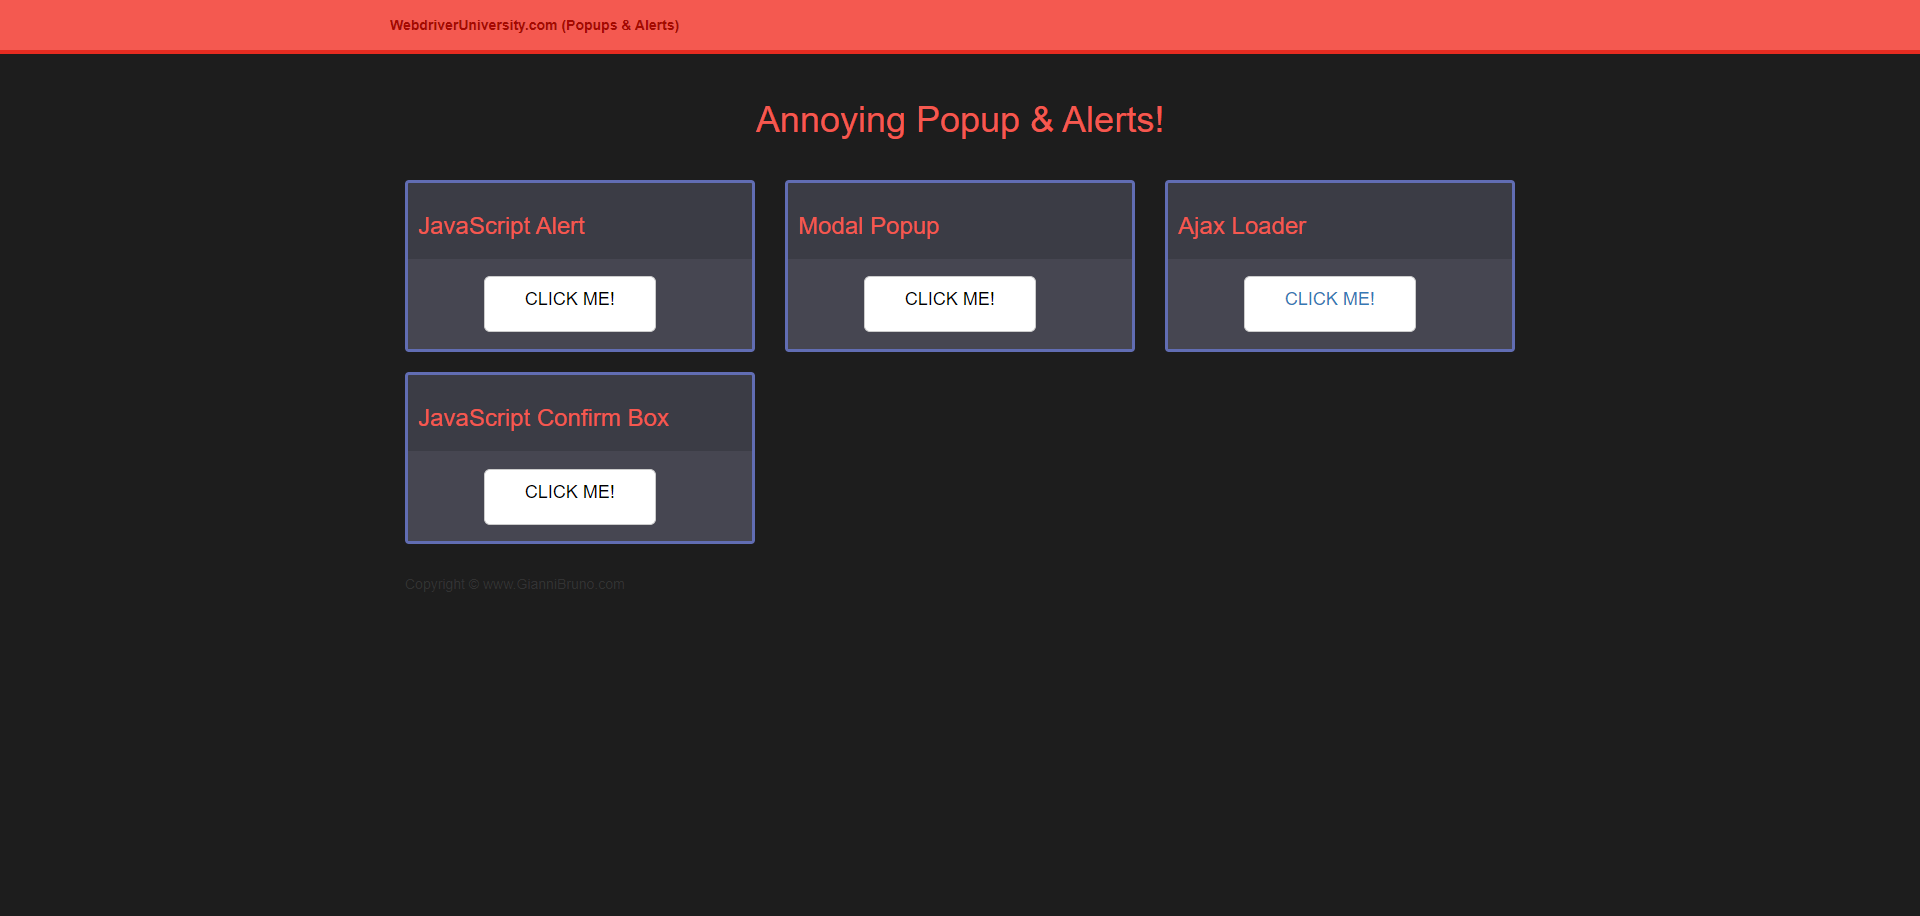 WebdriverUniversity.com (Popups & Alerts)
Annoying Popup & Alerts!
JavaScript Alert
CLICK ME!
Modal Popup
CLICK ME!
Ajax Loader
CLICK ME!
JavaScript Confirm Box
CLICK ME!
Copyright © www.GianniBruno.com